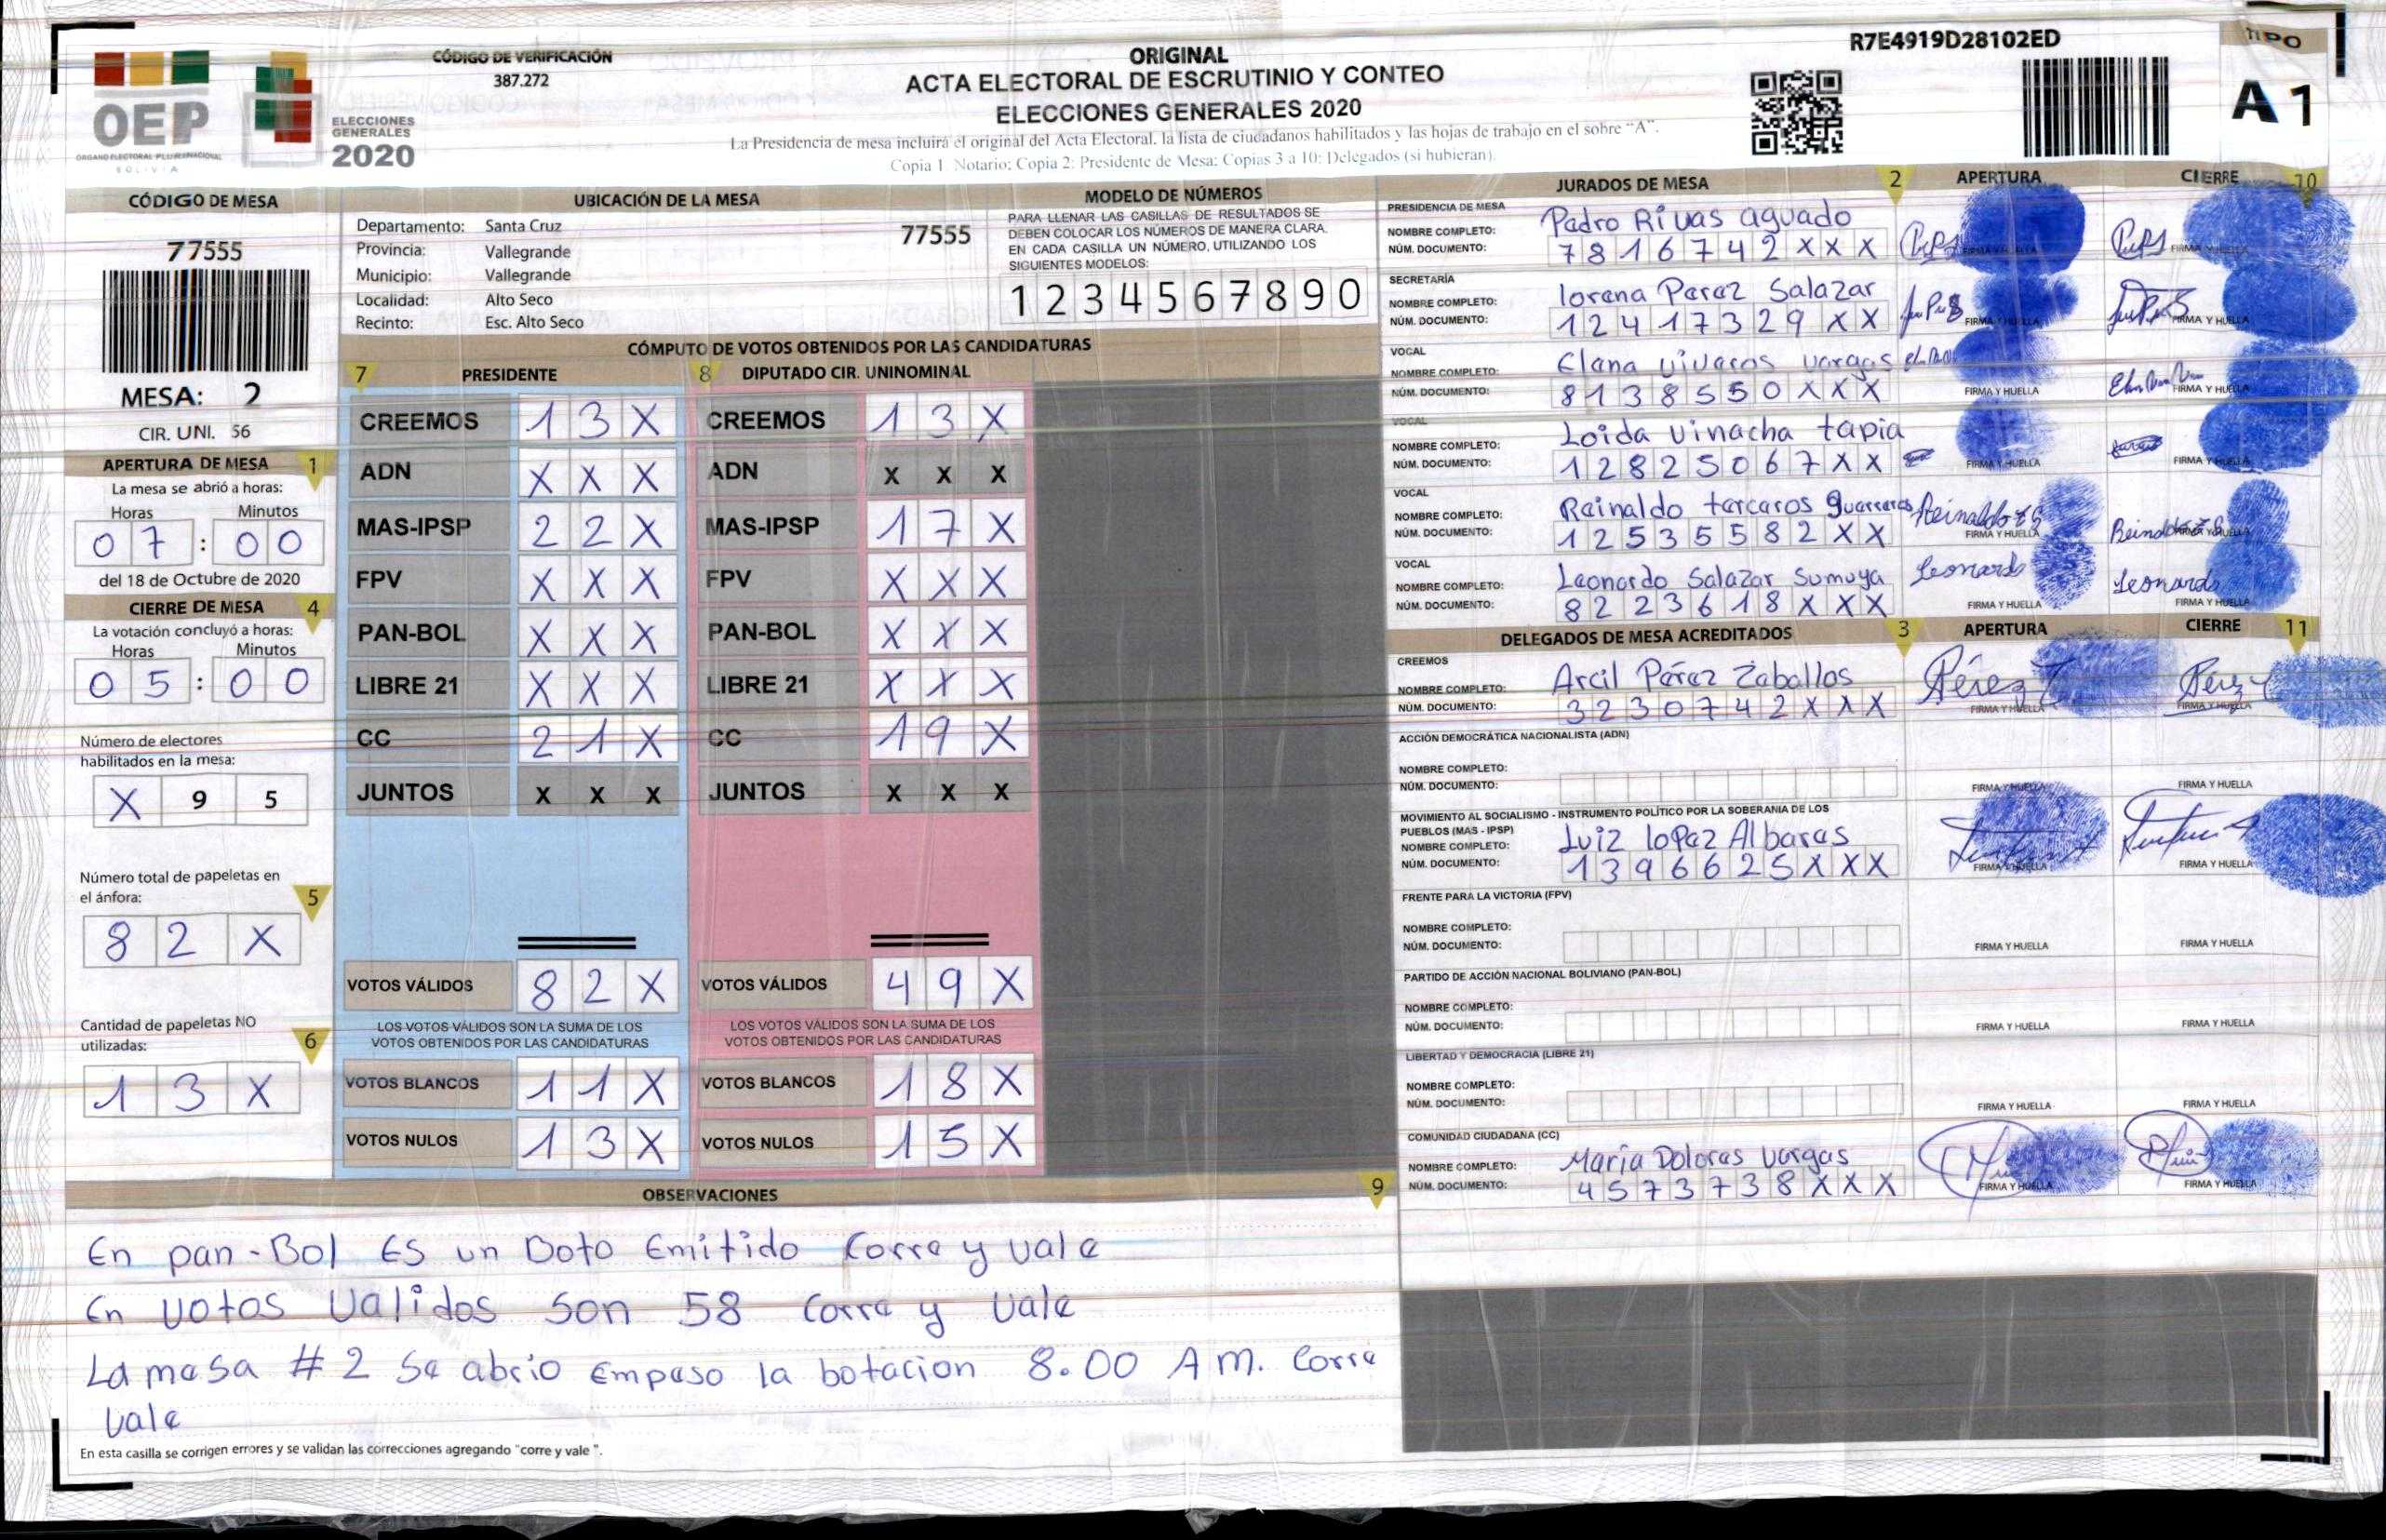 OEP
ORGANO ELECTORAL PLURINACIONAL
BOLIVIA
ELECCIONES
GENERALES
2020
CÓDIGO DE VERIFICACIÓN
387.272
ORIGINAL
ACTA ELECTORAL DE ESCRUTINIO Y CONTEO
ELECCIONES GENERALES 2020
La Presidencia de mesa incluirá el original del Acta Electoral, la lista de ciudadanos habilitados y las hojas de trabajo en el sobre "A".
Copia 1 Notario; Copia 2: Presidente de Mesa; Copias 3 a 10: Delegados (si hubieran).
R7E4919D28102ED
TIPO
A 1
CÓDIGO DE MESA
77555
MESA: 2
CIR. UNI. 56
UBICACIÓN DE LA MESA
Departamento: Santa Cruz
Provincia: Vallegrande
Municipio: Vallegrande
Localidad: Alto Seco
Recinto: Esc. Alto Seco
77555
MODELO DE NÚMEROS
PARA LLENAR LAS CASILLAS DE RESULTADOS SE
DEBEN COLOCAR LOS NÚMEROS DE MANERA CLARA.
EN CADA CASILLA UN NÚMERO, UTILIZANDO LOS
SIGUIENTES MODELOS:
1 2 3 4 5 6 7 8 9 0
APERTURA DE MESA 1
La mesa se abrió a horas:
Horas Minutos
0 7 : 0 0
del 18 de Octubre de 2020
CIERRE DE MESA 4
La votación concluyó a horas:
Horas Minutos
0 5 : 0 0
Número de electores
habilitados en la mesa:
X 9 5
Número total de papeletas en
el ánfora: 5
8 2 X
Cantidad de papeletas NO
utilizadas: 6
1 3 X
CÓMPUTO DE VOTOS OBTENIDOS POR LAS CANDIDATURAS
7 PRESIDENTE 8 DIPUTADO CIR. UNINOMINAL
CREEMOS 1 3 X CREEMOS 1 3 X
ADN X X X ADN X X X
MAS-IPSP 2 2 X MAS-IPSP 1 7 X
FPV X X X FPV X X X
PAN-BOL X X X PAN-BOL X X X
LIBRE 21 X X X LIBRE 21 X X X
CC 2 1 X CC 1 9 X
JUNTOS X X X JUNTOS X X X
VOTOS VÁLIDOS 8 2 X VOTOS VÁLIDOS 4 9 X
LOS VOTOS VÁLIDOS SON LA SUMA DE LOS LOS VOTOS VÁLIDOS SON LA SUMA DE LOS
VOTOS OBTENIDOS POR LAS CANDIDATURAS VOTOS OBTENIDOS POR LAS CANDIDATURAS
VOTOS BLANCOS 1 1 X VOTOS BLANCOS 1 8 X
VOTOS NULOS 1 3 X VOTOS NULOS 1 5 X
OBSERVACIONES 9
En pan-Bol Es un Boto Emitido Corre y vale
En votos validos son 58 corre y vale
La mesa # 2 Se abrio Empeso la botacion 8.00 A m. Corre
vale
En esta casilla se corrigen errores y se validan las correcciones agregando "corre y vale ".
JURADOS DE MESA 2 APERTURA CIERRE 10
PRESIDENCIA DE MESA
NOMBRE COMPLETO: Pedro Rivas aguado
NÚM. DOCUMENTO: 7 8 1 6 7 4 2 X X X
FIRMA Y HUELLA FIRMA Y HUELLA
SECRETARÍA
NOMBRE COMPLETO: lorena Perez Salazar
NÚM. DOCUMENTO: 1 2 4 1 7 3 2 9 X X
FIRMA Y HUELLA FIRMA Y HUELLA
VOCAL
NOMBRE COMPLETO: Elena viveros vargas
NÚM. DOCUMENTO: 8 1 3 8 5 5 0 X X X
FIRMA Y HUELLA FIRMA Y HUELLA
VOCAL
NOMBRE COMPLETO: Loida vinacha tapia
NÚM. DOCUMENTO: 1 2 8 2 5 0 6 7 X X
FIRMA Y HUELLA FIRMA Y HUELLA
VOCAL
NOMBRE COMPLETO: Reinaldo terceros guerreros
NÚM. DOCUMENTO: 1 2 5 3 5 5 8 2 X X
FIRMA Y HUELLA FIRMA Y HUELLA
VOCAL
NOMBRE COMPLETO: Leonardo Salazar Sumoya Leonardo Leonardo
NÚM. DOCUMENTO: 8 2 2 3 6 1 8 X X X
FIRMA Y HUELLA FIRMA Y HUELLA
DELEGADOS DE MESA ACREDITADOS 3 APERTURA CIERRE 11
CREEMOS
NOMBRE COMPLETO: Arcil Pérez Zeballos Pérez Z Pérez
NÚM. DOCUMENTO: 3 2 3 0 7 4 2 X X X
FIRMA Y HUELLA FIRMA Y HUELLA
ACCIÓN DEMOCRÁTICA NACIONALISTA (ADN)
NOMBRE COMPLETO:
NÚM. DOCUMENTO:
FIRMA Y HUELLA FIRMA Y HUELLA
MOVIMIENTO AL SOCIALISMO - INSTRUMENTO POLÍTICO POR LA SOBERANIA DE LOS
PUEBLOS (MAS - IPSP)
NOMBRE COMPLETO: Luiz lopez Albares
NÚM. DOCUMENTO: 1 3 9 6 6 2 5 X X X
FIRMA Y HUELLA FIRMA Y HUELLA
FRENTE PARA LA VICTORIA (FPV)
NOMBRE COMPLETO:
NÚM. DOCUMENTO:
FIRMA Y HUELLA FIRMA Y HUELLA
PARTIDO DE ACCIÓN NACIONAL BOLIVIANO (PAN-BOL)
NOMBRE COMPLETO:
NÚM. DOCUMENTO:
FIRMA Y HUELLA FIRMA Y HUELLA
LIBERTAD Y DEMOCRACIA (LIBRE 21)
NOMBRE COMPLETO:
NÚM. DOCUMENTO:
FIRMA Y HUELLA FIRMA Y HUELLA
COMUNIDAD CIUDADANA (CC)
NOMBRE COMPLETO: Maria Dolores vargas
NÚM. DOCUMENTO: 4 5 7 3 7 3 8 X X X
FIRMA Y HUELLA FIRMA Y HUELLA